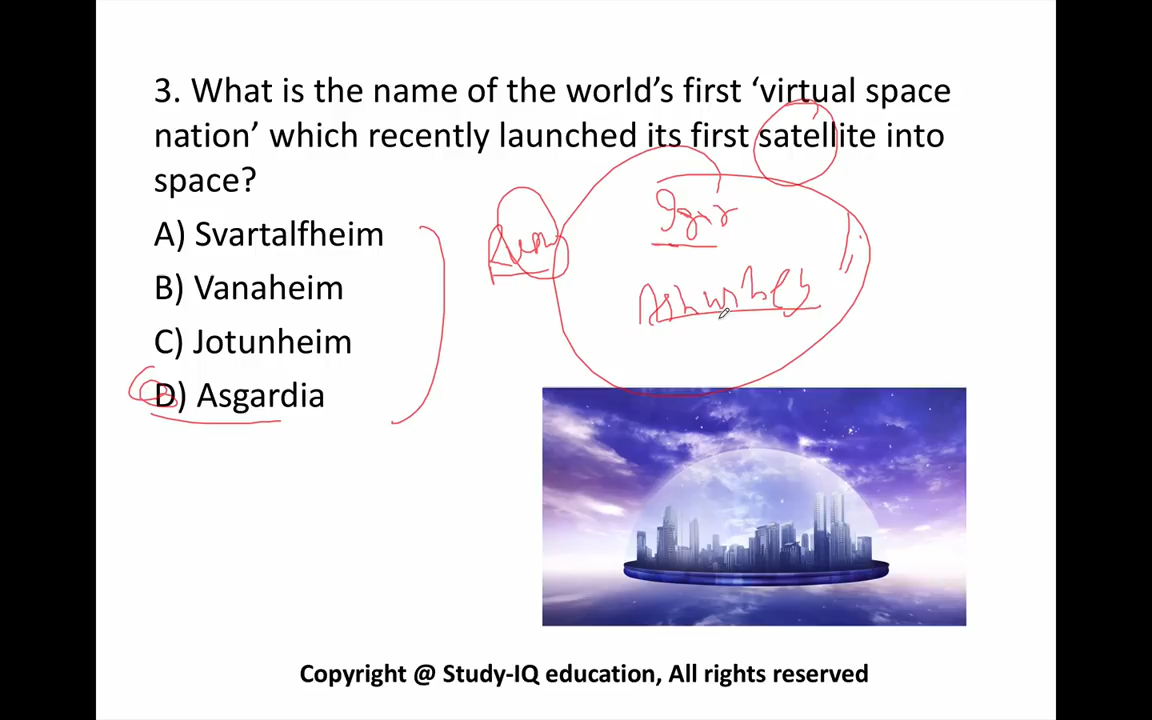 3. What is the name of the world’s first ‘virtual space
nation’ which recently launched its first satellite into
space?
A) Svartalfheim
B) Vanaheim
C) Jotunheim
D) Asgardia
Igor
Copyright @ Study-IQ education, All rights reserved